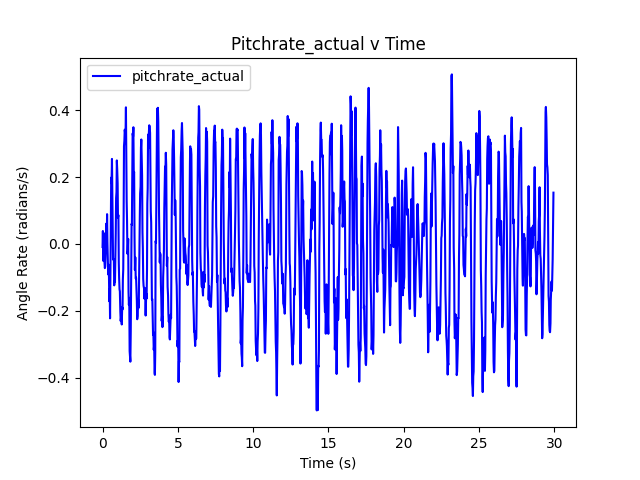 Pitchrate_actual v Time
pitchrate_actual
Angle Rate (radians/s)
0.4
0.2
0.0
−0.2
−0.4
0 5 10 15 20 25 30
Time (s)